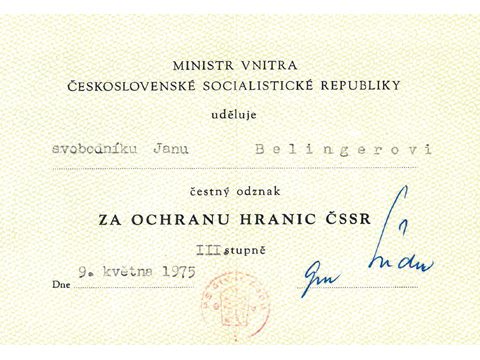 MINISTR VNITRA
ČESKOSLOVENSKÉ SOCIALISTICKÉ REPUBLIKY
uděluje
svobodníku Janu Belingerovi
čestný odznak
ZA OCHRANU HRANIC ČSSR
III. stupně
Dne 9. května 1975